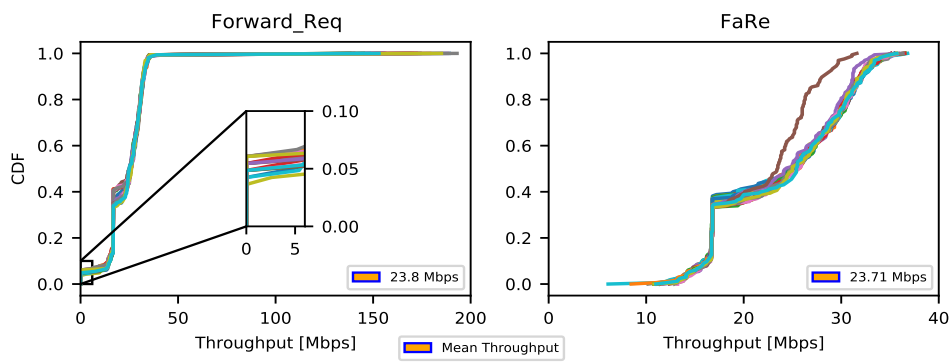 Forward_Req
FaRe
CDF
1.0
0.8
0.6
0.4
0.2
0.0
0.10
0.05
0.00
0 5
23.8 Mbps
0 50 100 150 200
Throughput [Mbps]
1.0
0.8
0.6
0.4
0.2
0.0
23.71 Mbps
0 10 20 30 40
Throughput [Mbps]
Mean Throughput